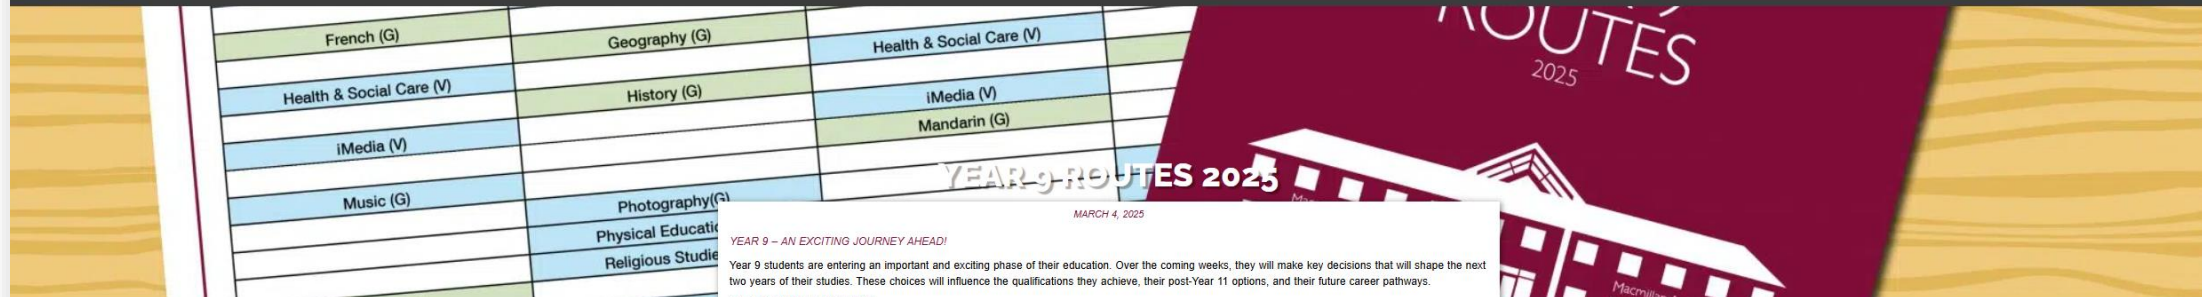 French (G)
Geography (G)
Health & Social Care (V)
Health & Social Care (V)
History (G)
iMedia (V)
iMedia (V)
Mandarin (G)
Music (G)
Photography(G)
Physical
Religious
ROUTES
2025
YEAR 9 ROUTES 2025
MARCH 4, 2025
YEAR 9 – AN EXCITING JOURNEY AHEAD!
Year 9 students are entering an important and exciting phase of their education. Over the coming weeks, they will make key decisions that will shape the next
two years of their studies. These choices will influence the qualifications they achieve, their post-Year 11 options, and their future career pathways.